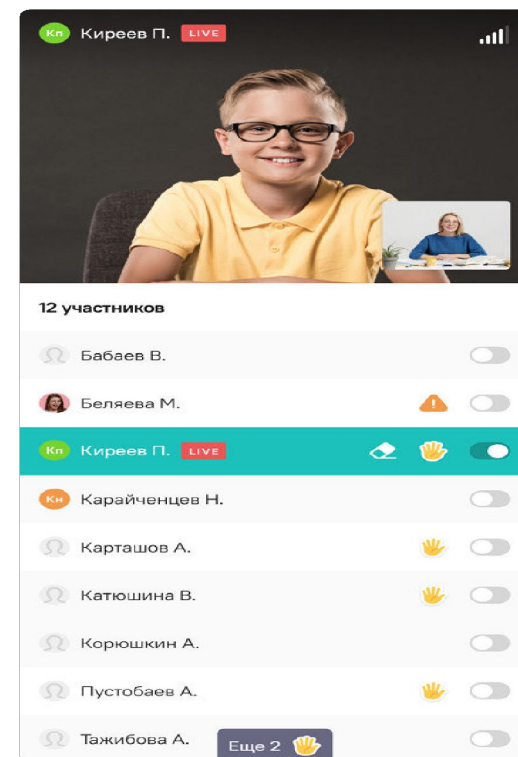 Кп Киреев П. LIVE
12 участников
Бабаев В.
Беляева М.
Кп Киреев П. LIVE
Кн Карайченцев Н.
Карташов А.
Катюшина В.
Корюшкин А.
Пустобаев А.
Тажибова А.
Еще 2